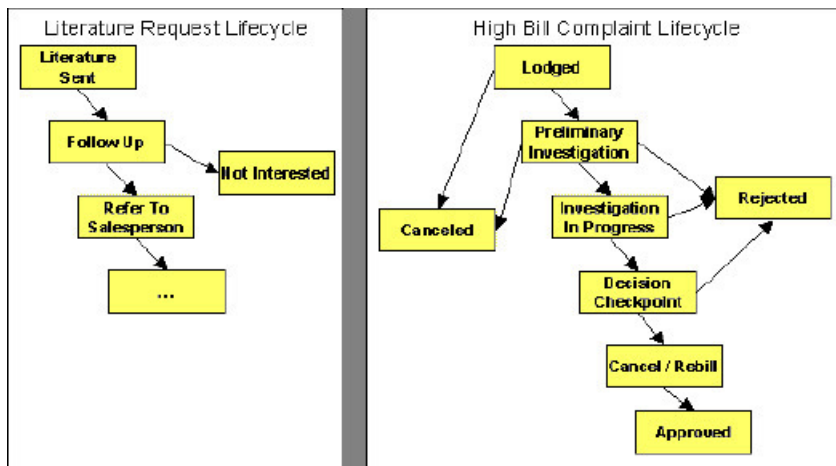 Literature Request Lifecycle
Literature
Sent
Follow Up
Not Interested
Refer To
Salesperson
...
High Bill Complaint Lifecycle
Lodged
Preliminary
Investigation
Canceled
Investigation
In Progress
Rejected
Decision
Checkpoint
Cancel / Rebill
Approved